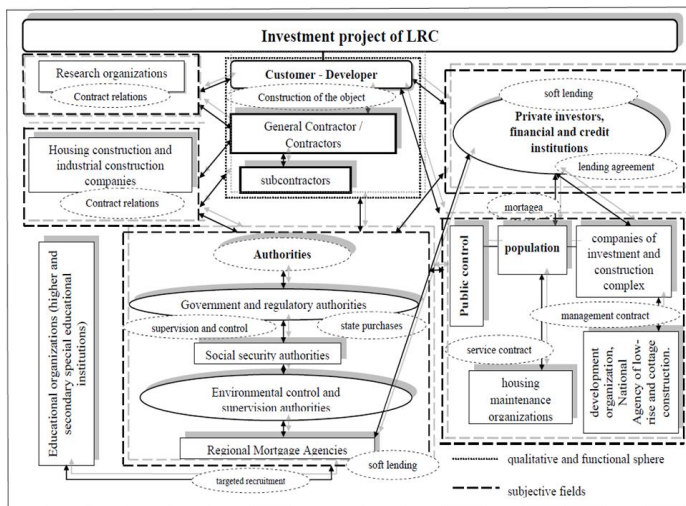 Investment project of LRC
Research organizations
Contract relations
Customer - Developer
Construction of the object
General Contractor /
Contractors
subcontractors
Housing construction and
industrial construction
companies
Contract relations
soft lending
Private investors,
financial and credit
institutions
lending agreement
mortagea
Authorities
Government and regulatory authorities
supervision and control
state purchases
Social security authorities
Environmental control and
supervision authorities
Regional Mortgage Agencies
soft lending
Educational organizations (higher and
secondary special educational
institutions)
targeted recruitment
Public control
population
companies of
investment and
construction
complex
management contract
service contract
housing
maintenance
organizations
development
organization,
National
Agency of low-
rise and cottage
construction.
qualitative and functional sphere
subjective fields